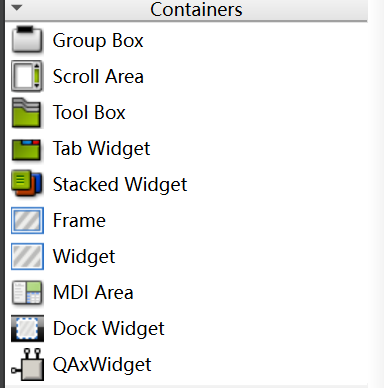 Containers
Group Box
Scroll Area
Tool Box
Tab Widget
Stacked Widget
Frame
Widget
MDI Area
Dock Widget
QAxWidget